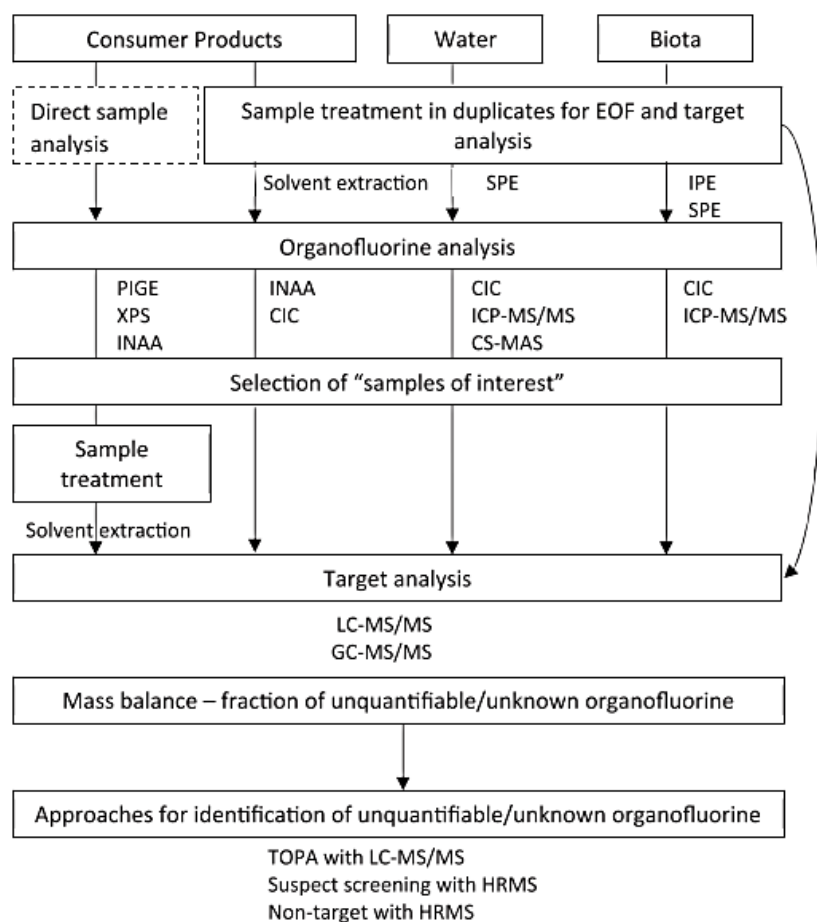 Consumer Products
Water
Biota
Direct sample
analysis
Sample treatment in duplicates for EOF and target
analysis
Solvent extraction
SPE
IPE
SPE
Organofluorine analysis
PIGE
XPS
INAA
INAA
CIC
CIC
ICP-MS/MS
CS-MAS
CIC
ICP-MS/MS
Selection of “samples of interest”
Sample
treatment
Solvent extraction
Target analysis
LC-MS/MS
GC-MS/MS
Mass balance – fraction of unquantifiable/unknown organofluorine
Approaches for identification of unquantifiable/unknown organofluorine
TOPA with LC-MS/MS
Suspect screening with HRMS
Non-target with HRMS